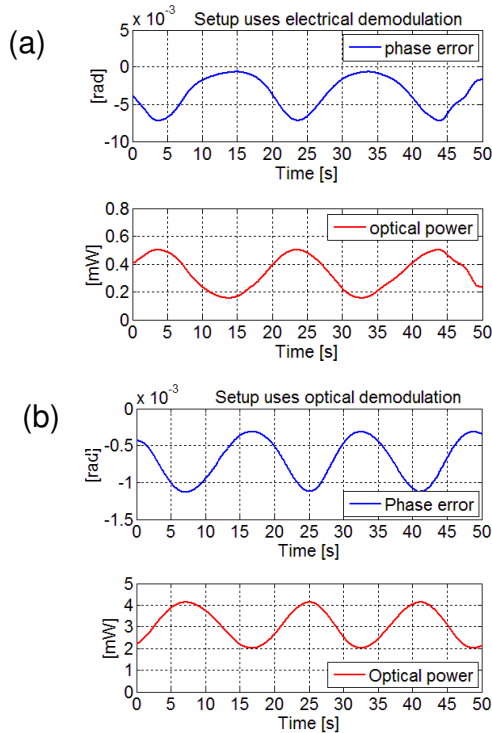 (a)
x 10^-3
Setup uses electrical demodulation
5
0
-5
-10
[rad]
phase error
0 5 10 15 20 25 30 35 40 45 50
Time [s]
0.8
0.6
0.4
0.2
0
[mW]
optical power
0 5 10 15 20 25 30 35 40 45 50
Time [s]
(b)
x 10^-3
Setup uses optical demodulation
0
-0.5
-1
-1.5
[rad]
Phase error
0 5 10 15 20 25 30 35 40 45 50
Time [s]
5
4
3
2
1
0
[mW]
Optical power
0 5 10 15 20 25 30 35 40 45 50
Time [s]